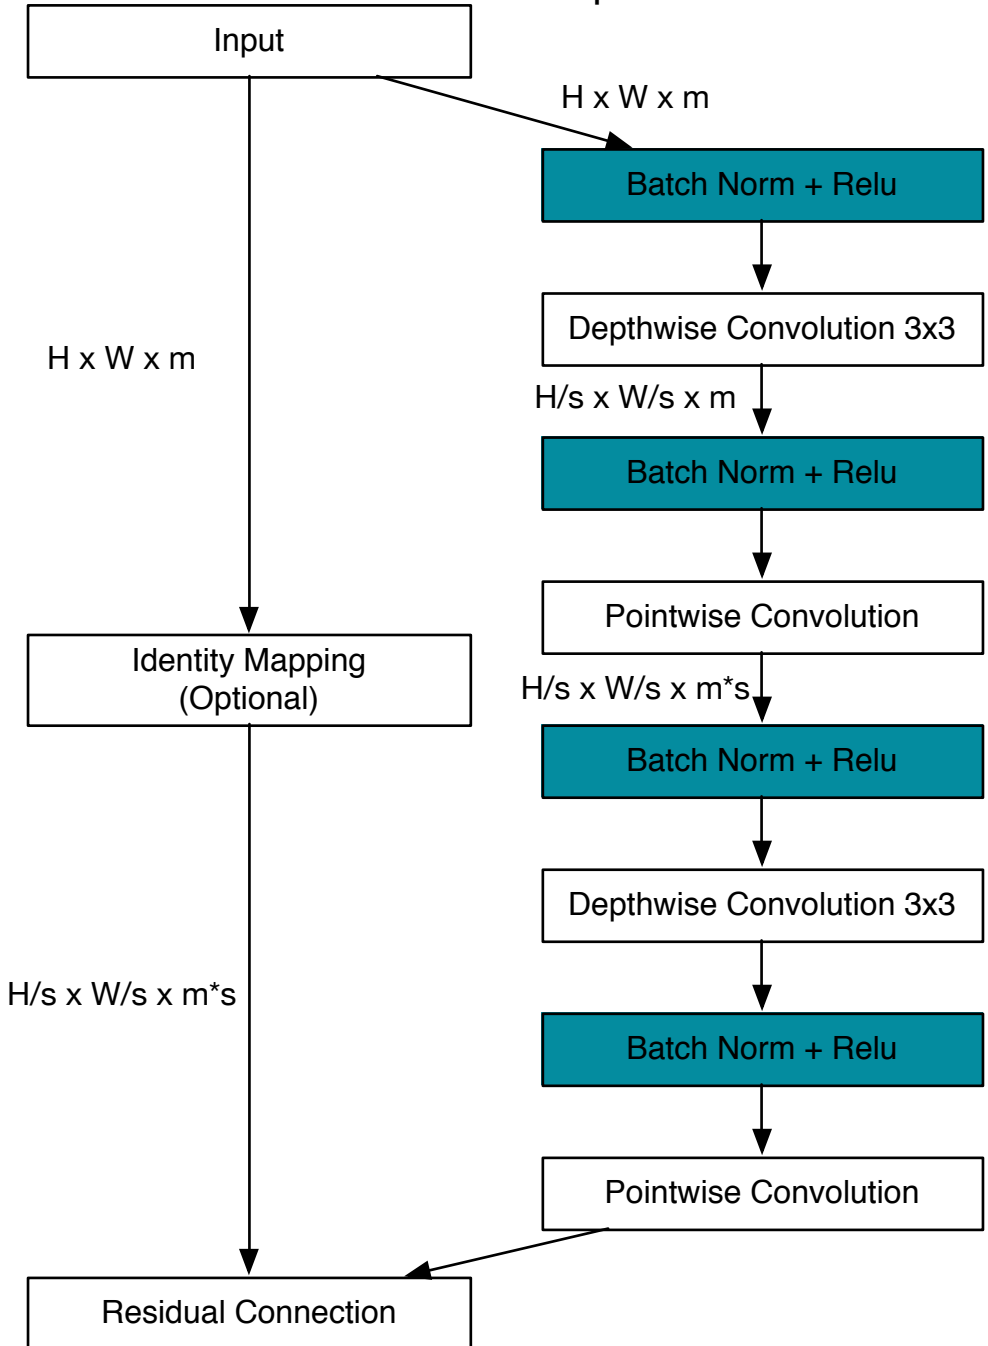 Input
H x W x m
Batch Norm + Relu
Depthwise Convolution 3x3
H x W x m
H/s x W/s x m
Batch Norm + Relu
Pointwise Convolution
Identity Mapping
(Optional)
H/s x W/s x m*s
Batch Norm + Relu
Depthwise Convolution 3x3
H/s x W/s x m*s
Batch Norm + Relu
Pointwise Convolution
Residual Connection